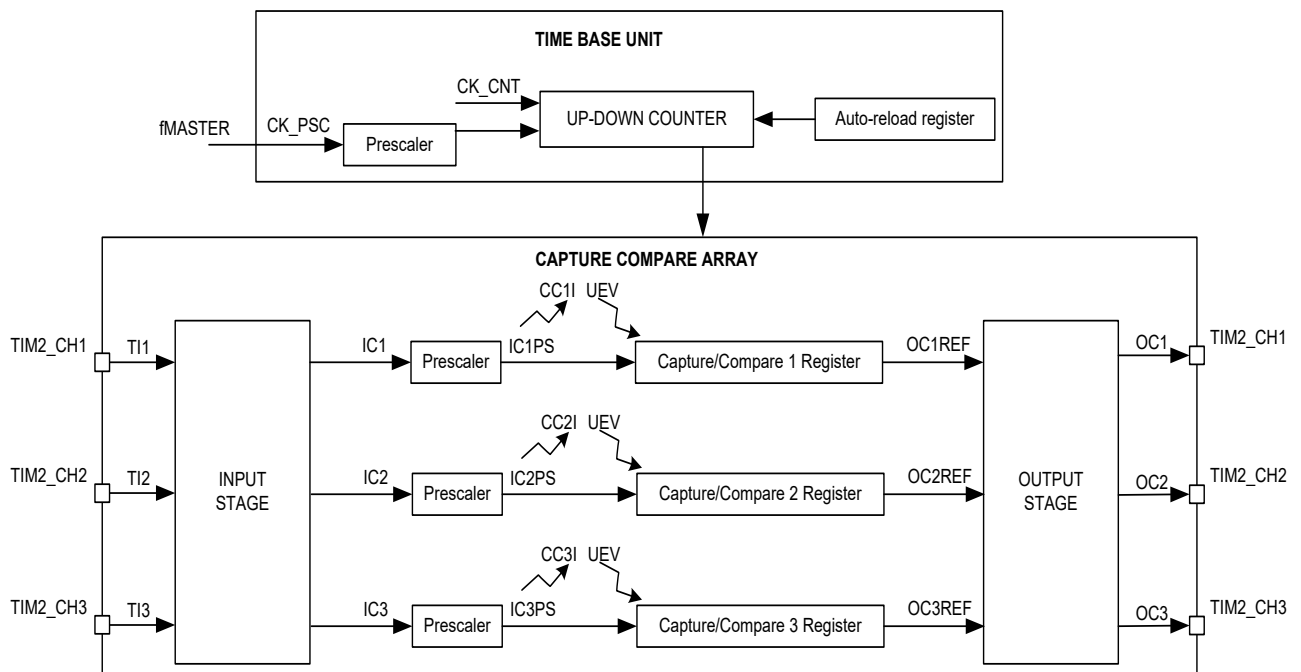 TIME BASE UNIT
CK_CNT
fMASTER
CK_PSC
Prescaler
UP-DOWN COUNTER
Auto-reload register
CAPTURE COMPARE ARRAY
CC1I UEV
TIM2_CH1
TI1
IC1
Prescaler
IC1PS
Capture/Compare 1 Register
OC1REF
OC1
TIM2_CH1
CC2I UEV
TIM2_CH2
TI2
INPUT
STAGE
IC2
Prescaler
IC2PS
Capture/Compare 2 Register
OC2REF
OUTPUT
STAGE
OC2
TIM2_CH2
CC3I UEV
TIM2_CH3
TI3
IC3
Prescaler
IC3PS
Capture/Compare 3 Register
OC3REF
OC3
TIM2_CH3